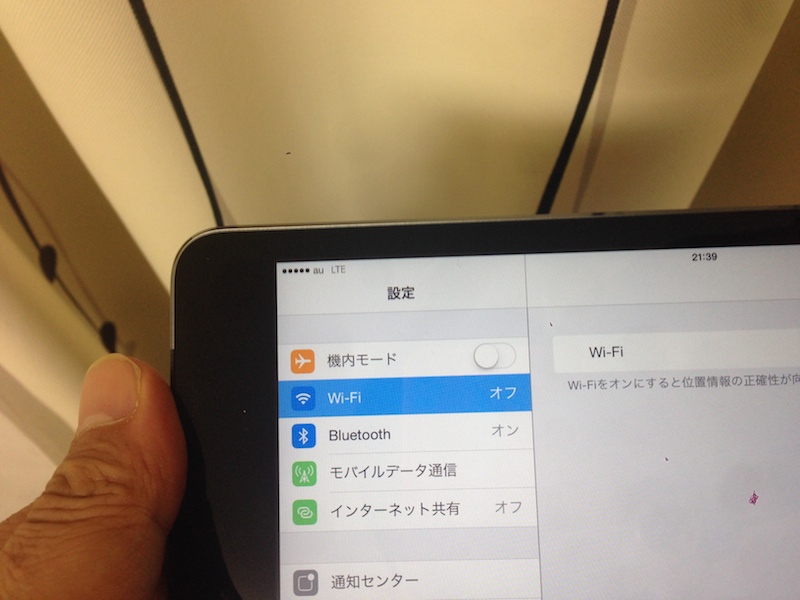 au LTE
21:39
設定
機内モード
Wi-Fi オフ
Bluetooth オン
モバイルデータ通信
インターネット共有 オフ
通知センター
Wi-Fi
Wi-Fiをオンにすると位置情報の正確性が向